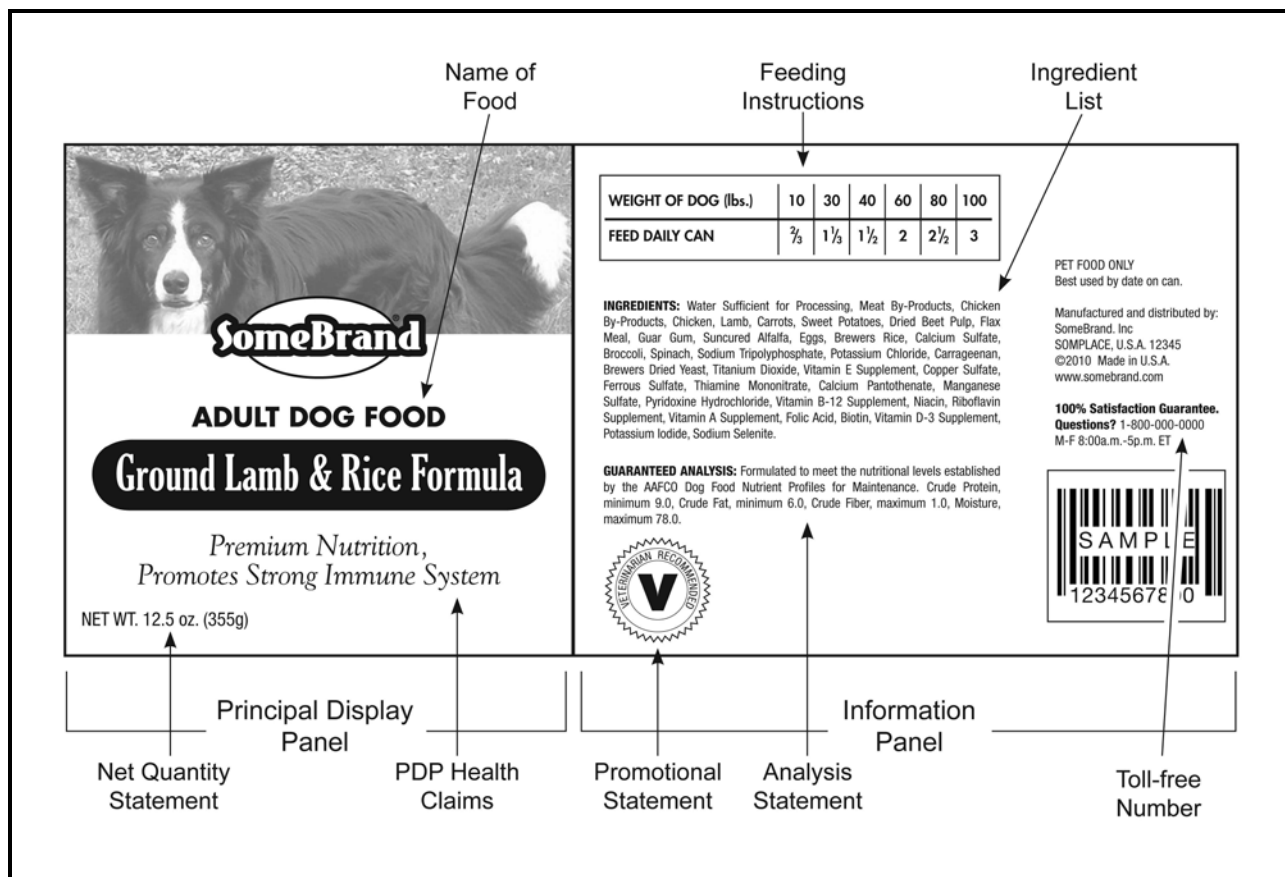 Name of
Food
Feeding
Instructions
Ingredient
List
SomeBrand®
ADULT DOG FOOD
Ground Lamb & Rice Formula
Premium Nutrition,
Promotes Strong Immune System
NET WT. 12.5 oz. (355g)
WEIGHT OF DOG (lbs.) 10 30 40 60 80 100
FEED DAILY CAN ⅔ 1⅓ 1½ 2 2½ 3
INGREDIENTS: Water Sufficient for Processing, Meat By-Products, Chicken
By-Products, Chicken, Lamb, Carrots, Sweet Potatoes, Dried Beet Pulp, Flax
Meal, Guar Gum, Suncured Alfalfa, Eggs, Brewers Rice, Calcium Sulfate,
Broccoli, Spinach, Sodium Tripolyphosphate, Potassium Chloride, Carrageenan,
Brewers Dried Yeast, Titanium Dioxide, Vitamin E Supplement, Copper Sulfate,
Ferrous Sulfate, Thiamine Mononitrate, Calcium Pantothenate, Manganese
Sulfate, Pyridoxine Hydrochloride, Vitamin B-12 Supplement, Niacin, Riboflavin
Supplement, Vitamin A Supplement, Folic Acid, Biotin, Vitamin D-3 Supplement,
Potassium Iodide, Sodium Selenite.
GUARANTEED ANALYSIS: Formulated to meet the nutritional levels established
by the AAFCO Dog Food Nutrient Profiles for Maintenance. Crude Protein,
minimum 9.0, Crude Fat, minimum 6.0, Crude Fiber, maximum 1.0, Moisture,
maximum 78.0.
VETERINARIAN RECOMMENDED
V
PET FOOD ONLY
Best used by date on can.
Manufactured and distributed by:
SomeBrand. Inc
SOMPLACE, U.S.A. 12345
©2010 Made in U.S.A.
www.somebrand.com
100% Satisfaction Guarantee.
Questions? 1-800-000-0000
M-F 8:00a.m.-5p.m. ET
SAMPLE
12345678 00
Principal Display
Panel
Information
Panel
Net Quantity
Statement
PDP Health
Claims
Promotional
Statement
Analysis
Statement
Toll-free
Number